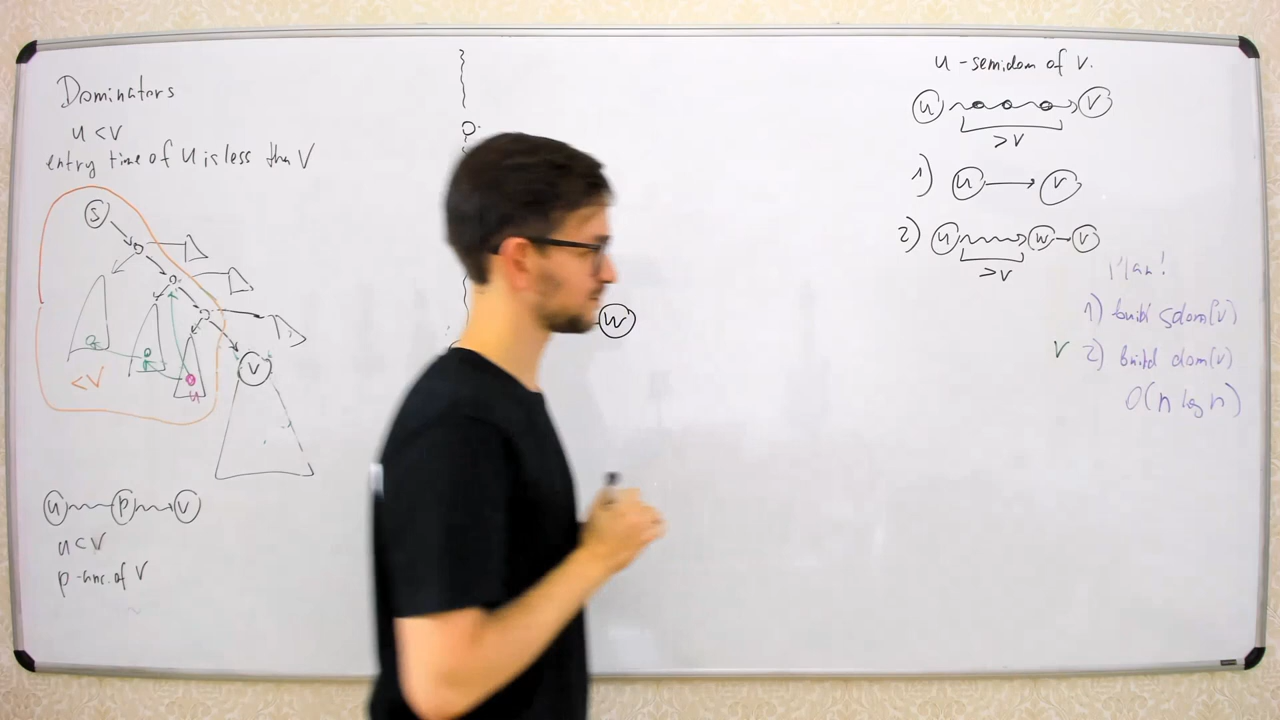 Dominators
u < v
entry time of u is less than v
S
v
< v
u
u p v
u < v
p - anc. of v
w
u - semidom of v.
u v
> v
1) u v
2) u w v
> v
Plan!
1) build sdom(v)
v 2) build dom(v)
O(n log n)